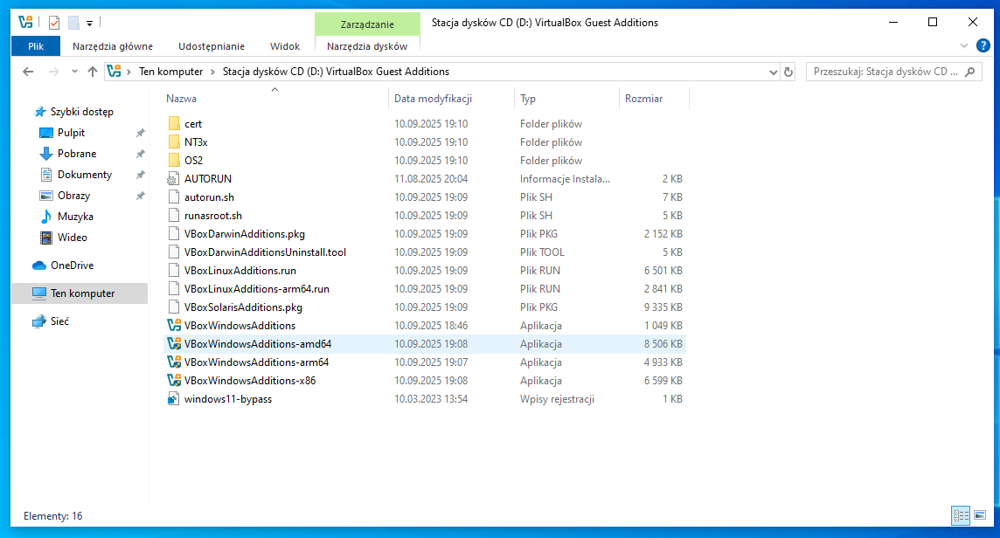 Zarządzanie
Stacja dysków CD (D:) VirtualBox Guest Additions
Plik Narzędzia główne Udostępnianie Widok Narzędzia dysków
Ten komputer Stacja dysków CD (D:) VirtualBox Guest Additions
Przeszukaj: Stacja dysków CD ...
Szybki dostęp
Pulpit
Pobrane
Dokumenty
Obrazy
Muzyka
Wideo
OneDrive
Ten komputer
Sieć
Nazwa Data modyfikacji Typ Rozmiar
cert 10.09.2025 19:10 Folder plików
NT3x 10.09.2025 19:10 Folder plików
OS2 10.09.2025 19:10 Folder plików
AUTORUN 11.08.2025 20:04 Informacje Instala... 2 KB
autorun.sh 10.09.2025 19:09 Plik SH 7 KB
runasroot.sh 10.09.2025 19:09 Plik SH 5 KB
VBoxDarwinAdditions.pkg 10.09.2025 19:09 Plik PKG 2 152 KB
VBoxDarwinAdditionsUninstall.tool 10.09.2025 19:09 Plik TOOL 5 KB
VBoxLinuxAdditions.run 10.09.2025 19:09 Plik RUN 6 501 KB
VBoxLinuxAdditions-arm64.run 10.09.2025 19:09 Plik RUN 2 841 KB
VBoxSolarisAdditions.pkg 10.09.2025 19:09 Plik PKG 9 335 KB
VBoxWindowsAdditions 10.09.2025 18:46 Aplikacja 1 049 KB
VBoxWindowsAdditions-amd64 10.09.2025 19:08 Aplikacja 8 506 KB
VBoxWindowsAdditions-arm64 10.09.2025 19:07 Aplikacja 4 933 KB
VBoxWindowsAdditions-x86 10.09.2025 19:08 Aplikacja 6 599 KB
windows11-bypass 10.03.2023 13:54 Wpisy rejestracji 1 KB
Elementy: 16